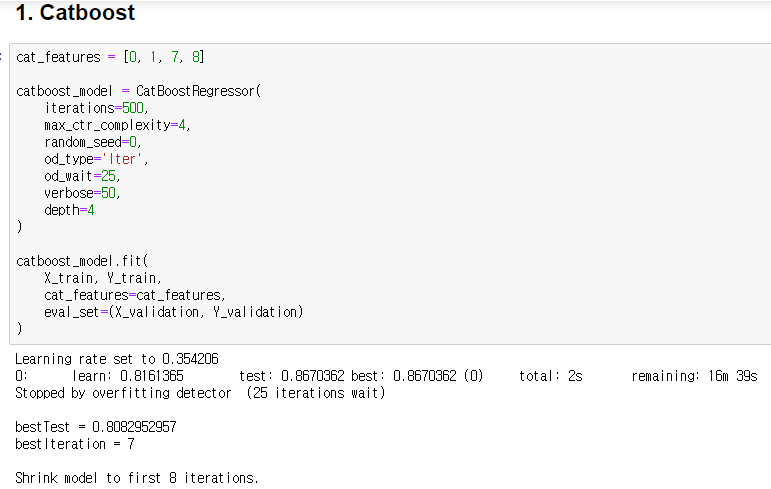 1. Catboost
cat_features = [0, 1, 7, 8]
catboost_model = CatBoostRegressor(
iterations=500,
max_ctr_complexity=4,
random_seed=0,
od_type='Iter',
od_wait=25,
verbose=50,
depth=4
)
catboost_model.fit(
X_train, Y_train,
cat_features=cat_features,
eval_set=(X_validation, Y_validation)
)
Learning rate set to 0.354206
0: learn: 0.8161365 test: 0.8670362 best: 0.8670362 (0) total: 2s remaining: 16m 39s
Stopped by overfitting detector (25 iterations wait)
bestTest = 0.8082952957
bestIteration = 7
Shrink model to first 8 iterations.